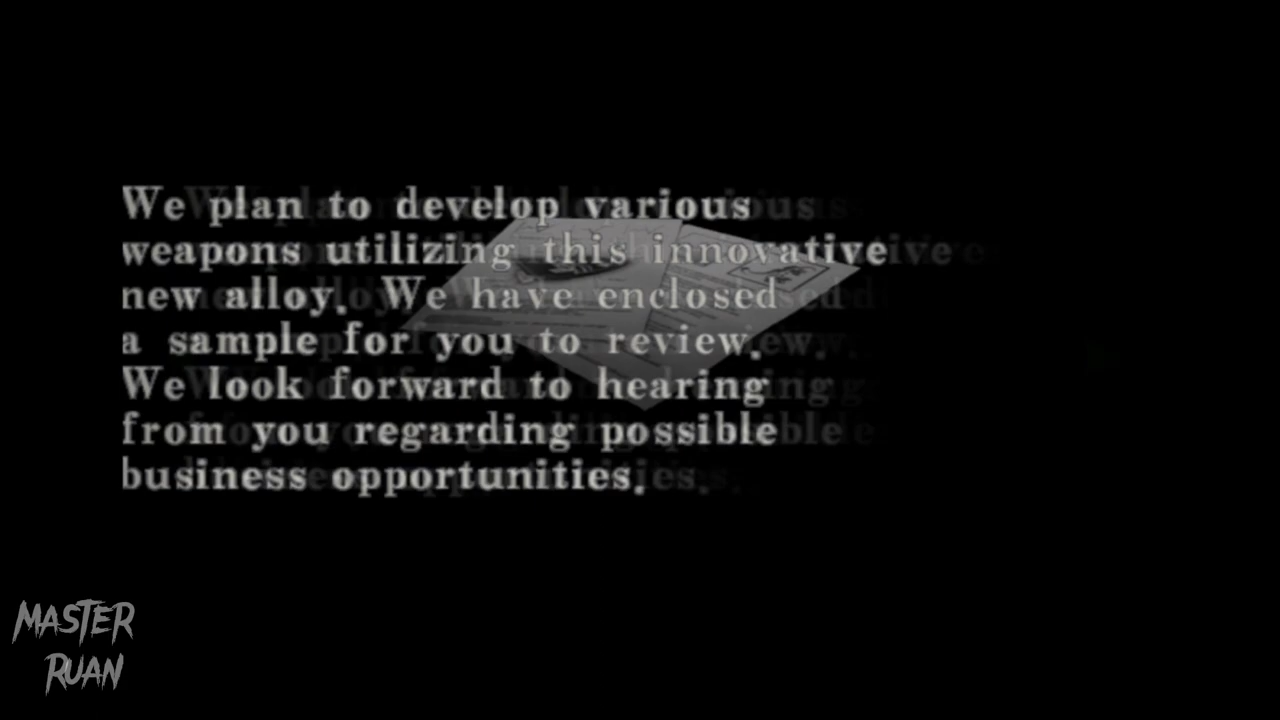 We plan to develop various
weapons utilizing this innovative
new alloy. We have enclosed
a sample for you to review.
We look forward to hearing
from you regarding possible
business opportunities.
MASTER
RUAN